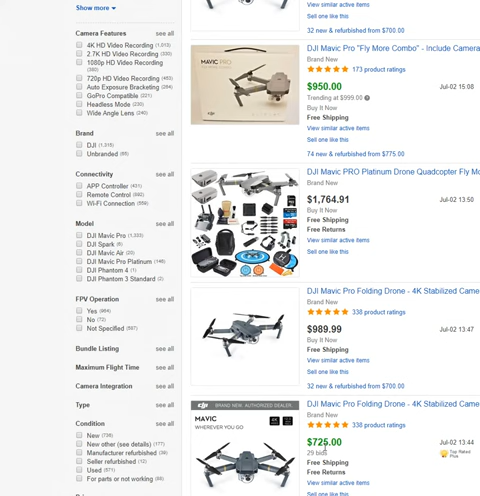 Show more
Camera Features see all
4K HD Video Recording (1,013)
2.7K HD Video Recording (330)
1080p HD Video Recording
(380)
720p HD Video Recording (463)
Auto Exposure Bracketing (284)
GoPro Compatible (221)
Headless Mode (230)
Wide Angle Lens (240)
Brand see all
DJI (1,315)
Unbranded (66)
Connectivity see all
APP Controller (431)
Remote Control (692)
Wi-Fi Connection (559)
Model see all
DJI Mavic Pro (1,333)
DJI Spark (5)
DJI Mavic Air (20)
DJI Mavic Pro Platinum (146)
DJI Phantom 4 (1)
DJI Phantom 3 Standard (2)
FPV Operation see all
Yes (964)
No (72)
Not Specified (507)
Bundle Listing see all
Maximum Flight Time see all
Camera Integration see all
Type see all
Condition see all
New (736)
New other (see details) (177)
Manufacturer refurbished (38)
Seller refurbished (12)
Used (571)
For parts or not working (98)
View similar active items
Sell one like this
32 new & refurbished from $700.00
MAVIC PRO
DJI Mavic Pro "Fly More Combo" - Include Camera
Brand New
173 product ratings
$950.00 Jul-02 15:08
Trending at $999.00
Buy It Now
Free Shipping
View similar active items
Sell one like this
74 new & refurbished from $775.00
DJI Mavic PRO Platinum Drone Quadcopter Fly Mo
Brand New
$1,764.91 Jul-02 13:50
Buy It Now
Free Shipping
Free Returns
View similar active items
Sell one like this
DJI Mavic Pro Folding Drone - 4K Stabilized Came
Brand New
338 product ratings
$989.99 Jul-02 13:47
Buy It Now
Free Shipping
View similar active items
Sell one like this
32 new & refurbished from $700.00
dji BRAND NEW AUTHORIZED DEALER
MAVIC
WHEREVER YOU GO
DJI Mavic Pro Folding Drone - 4K Stabilized Came
Brand New
338 product ratings
$725.00 Jul-02 13:44
29 bids
Top Rated
Plus
Free Shipping
Free Returns
View similar active items
Sell one like this